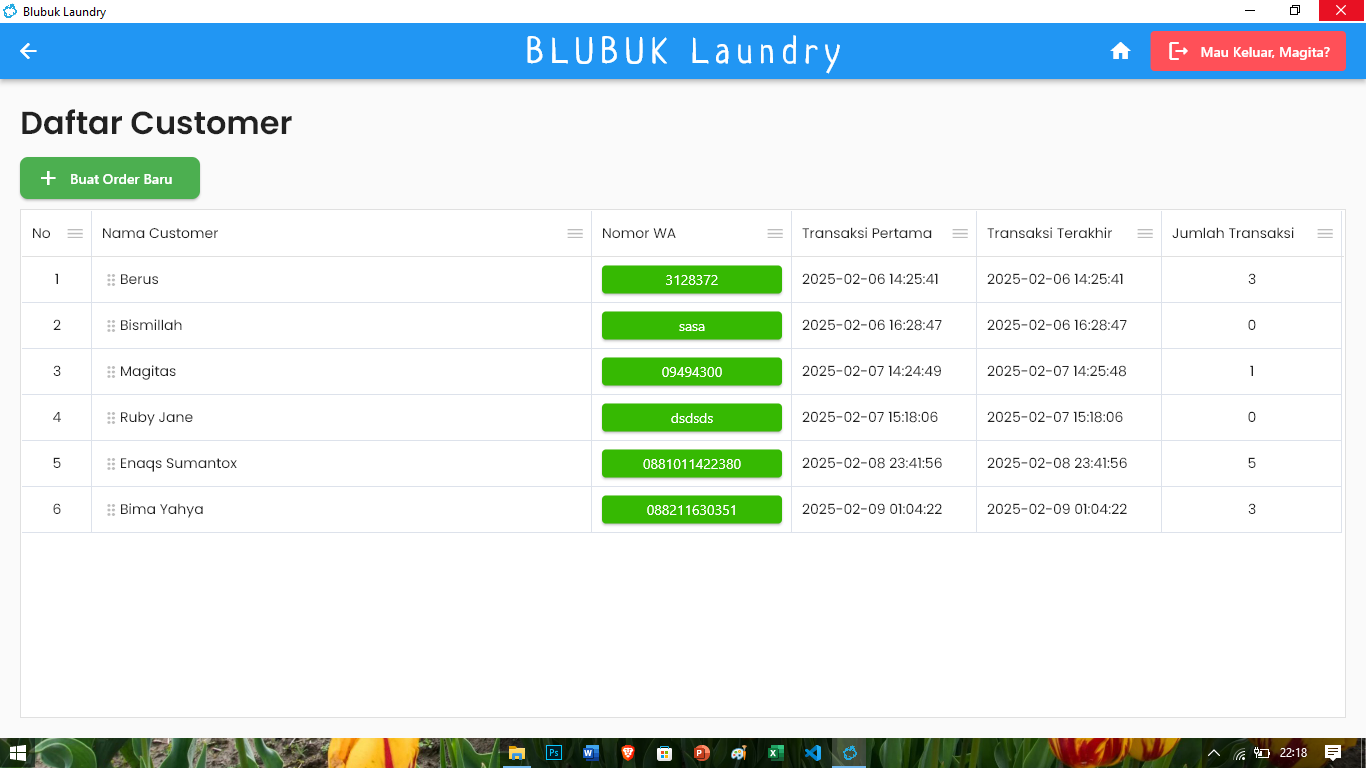 Blubuk Laundry
BLUBUK Laundry
Mau Keluar, Magita?
Daftar Customer
Buat Order Baru
No Nama Customer Nomor WA Transaksi Pertama Transaksi Terakhir Jumlah Transaksi
1 Berus 3128372 2025-02-06 14:25:41 2025-02-06 14:25:41 3
2 Bismillah sasa 2025-02-06 16:28:47 2025-02-06 16:28:47 0
3 Magitas 09494300 2025-02-07 14:24:49 2025-02-07 14:25:48 1
4 Ruby Jane dsdsds 2025-02-07 15:18:06 2025-02-07 15:18:06 0
5 Enaqs Sumantox 0881011422380 2025-02-08 23:41:56 2025-02-08 23:41:56 5
6 Bima Yahya 088211630351 2025-02-09 01:04:22 2025-02-09 01:04:22 3
22:18